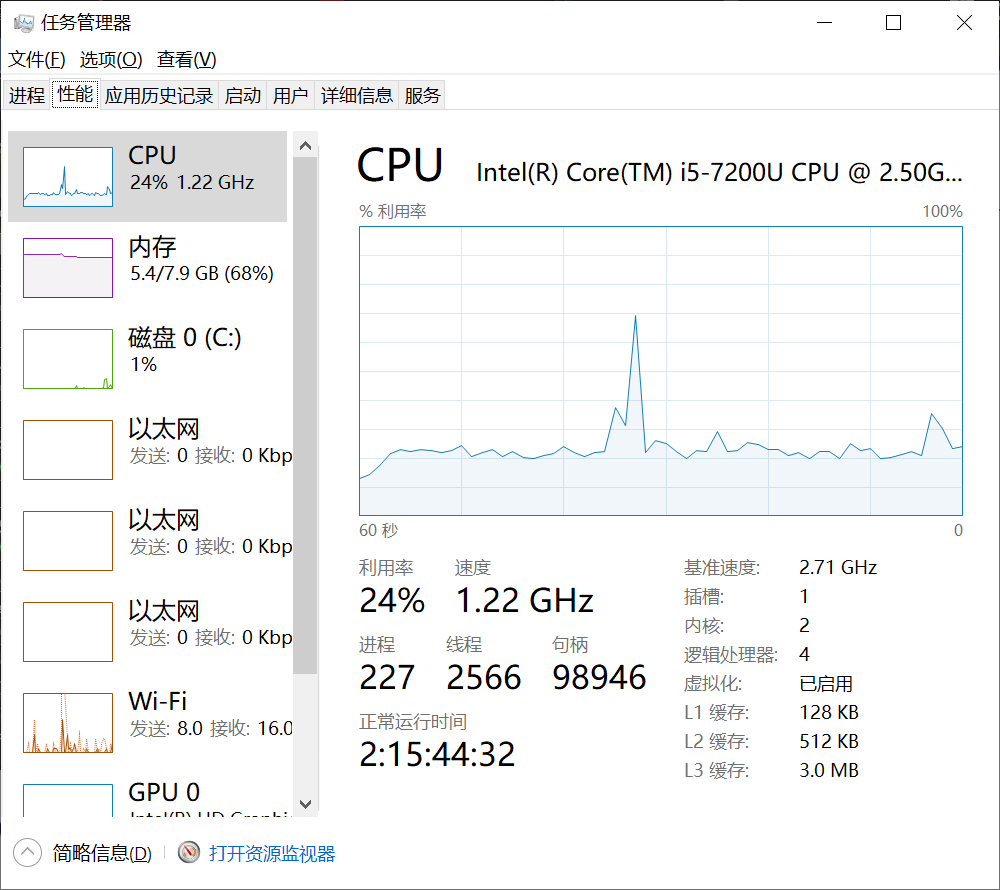 任务管理器
文件(F) 选项(O) 查看(V)
进程 性能 应用历史记录 启动 用户 详细信息 服务
CPU
24% 1.22 GHz
内存
5.4/7.9 GB (68%)
磁盘 0 (C:)
1%
以太网
发送: 0 接收: 0 Kbp
以太网
发送: 0 接收: 0 Kbp
以太网
发送: 0 接收: 0 Kbp
Wi-Fi
发送: 8.0 接收: 16.0
GPU 0
CPU Intel(R) Core(TM) i5-7200U CPU @ 2.50G...
% 利用率 100%
60 秒 0
利用率 速度
24% 1.22 GHz
进程 线程 句柄
227 2566 98946
正常运行时间
2:15:44:32
基准速度: 2.71 GHz
插槽: 1
内核: 2
逻辑处理器: 4
虚拟化: 已启用
L1 缓存: 128 KB
L2 缓存: 512 KB
L3 缓存: 3.0 MB
简略信息(D) 打开资源监视器